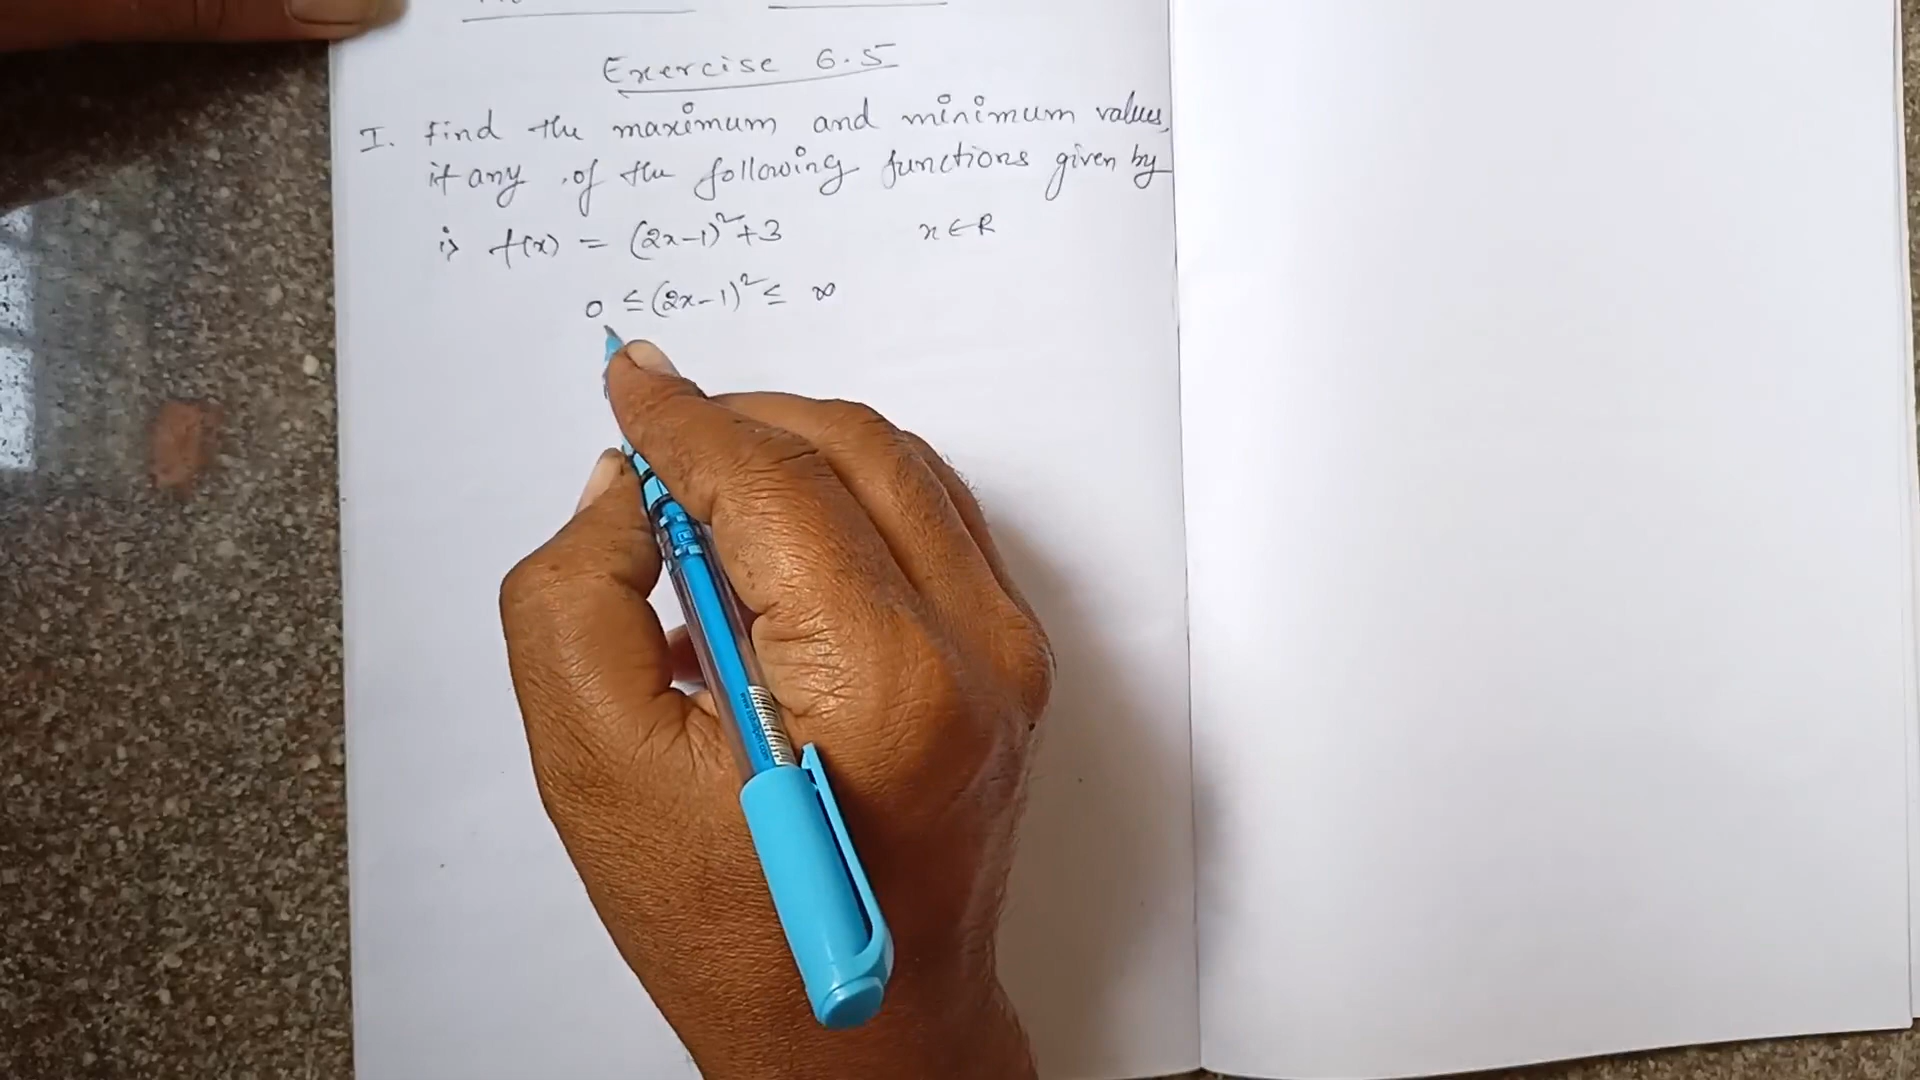 Exercise 6.5
I. Find the maximum and minimum values,
if any of the following functions given by
i) f(x) = (2x-1)²+3 x∈R
0 ≤ (2x-1)² ≤ ∞